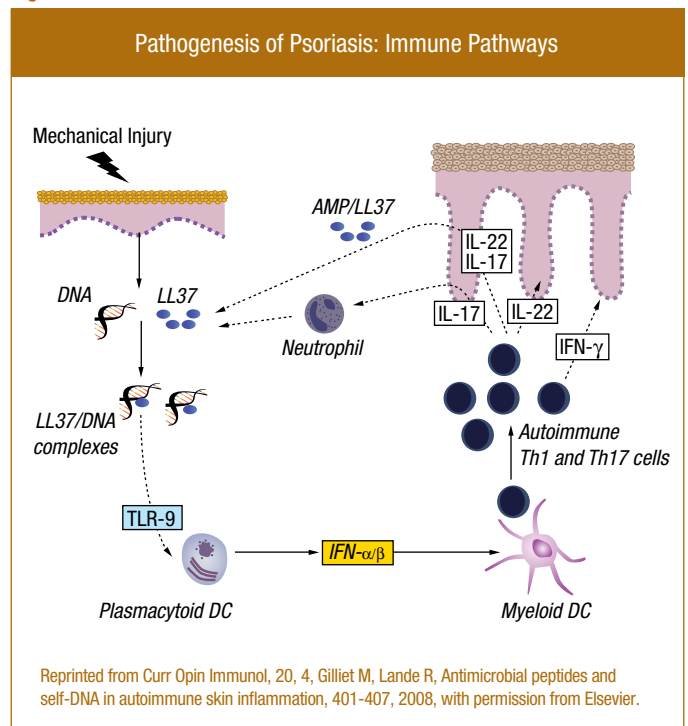 Pathogenesis of Psoriasis: Immune Pathways
Mechanical Injury
AMP/LL37
IL-22
IL-17
DNA
LL37
IL-17
IL-22
Neutrophil
IFN-γ
LL37/DNA
complexes
Autoimmune
Th1 and Th17 cells
TLR-9
IFN-α/β
Plasmacytoid DC
Myeloid DC
Reprinted from Curr Opin Immunol, 20, 4, Gilliet M, Lande R, Antimicrobial peptides and
self-DNA in autoimmune skin inflammation, 401-407, 2008, with permission from Elsevier.